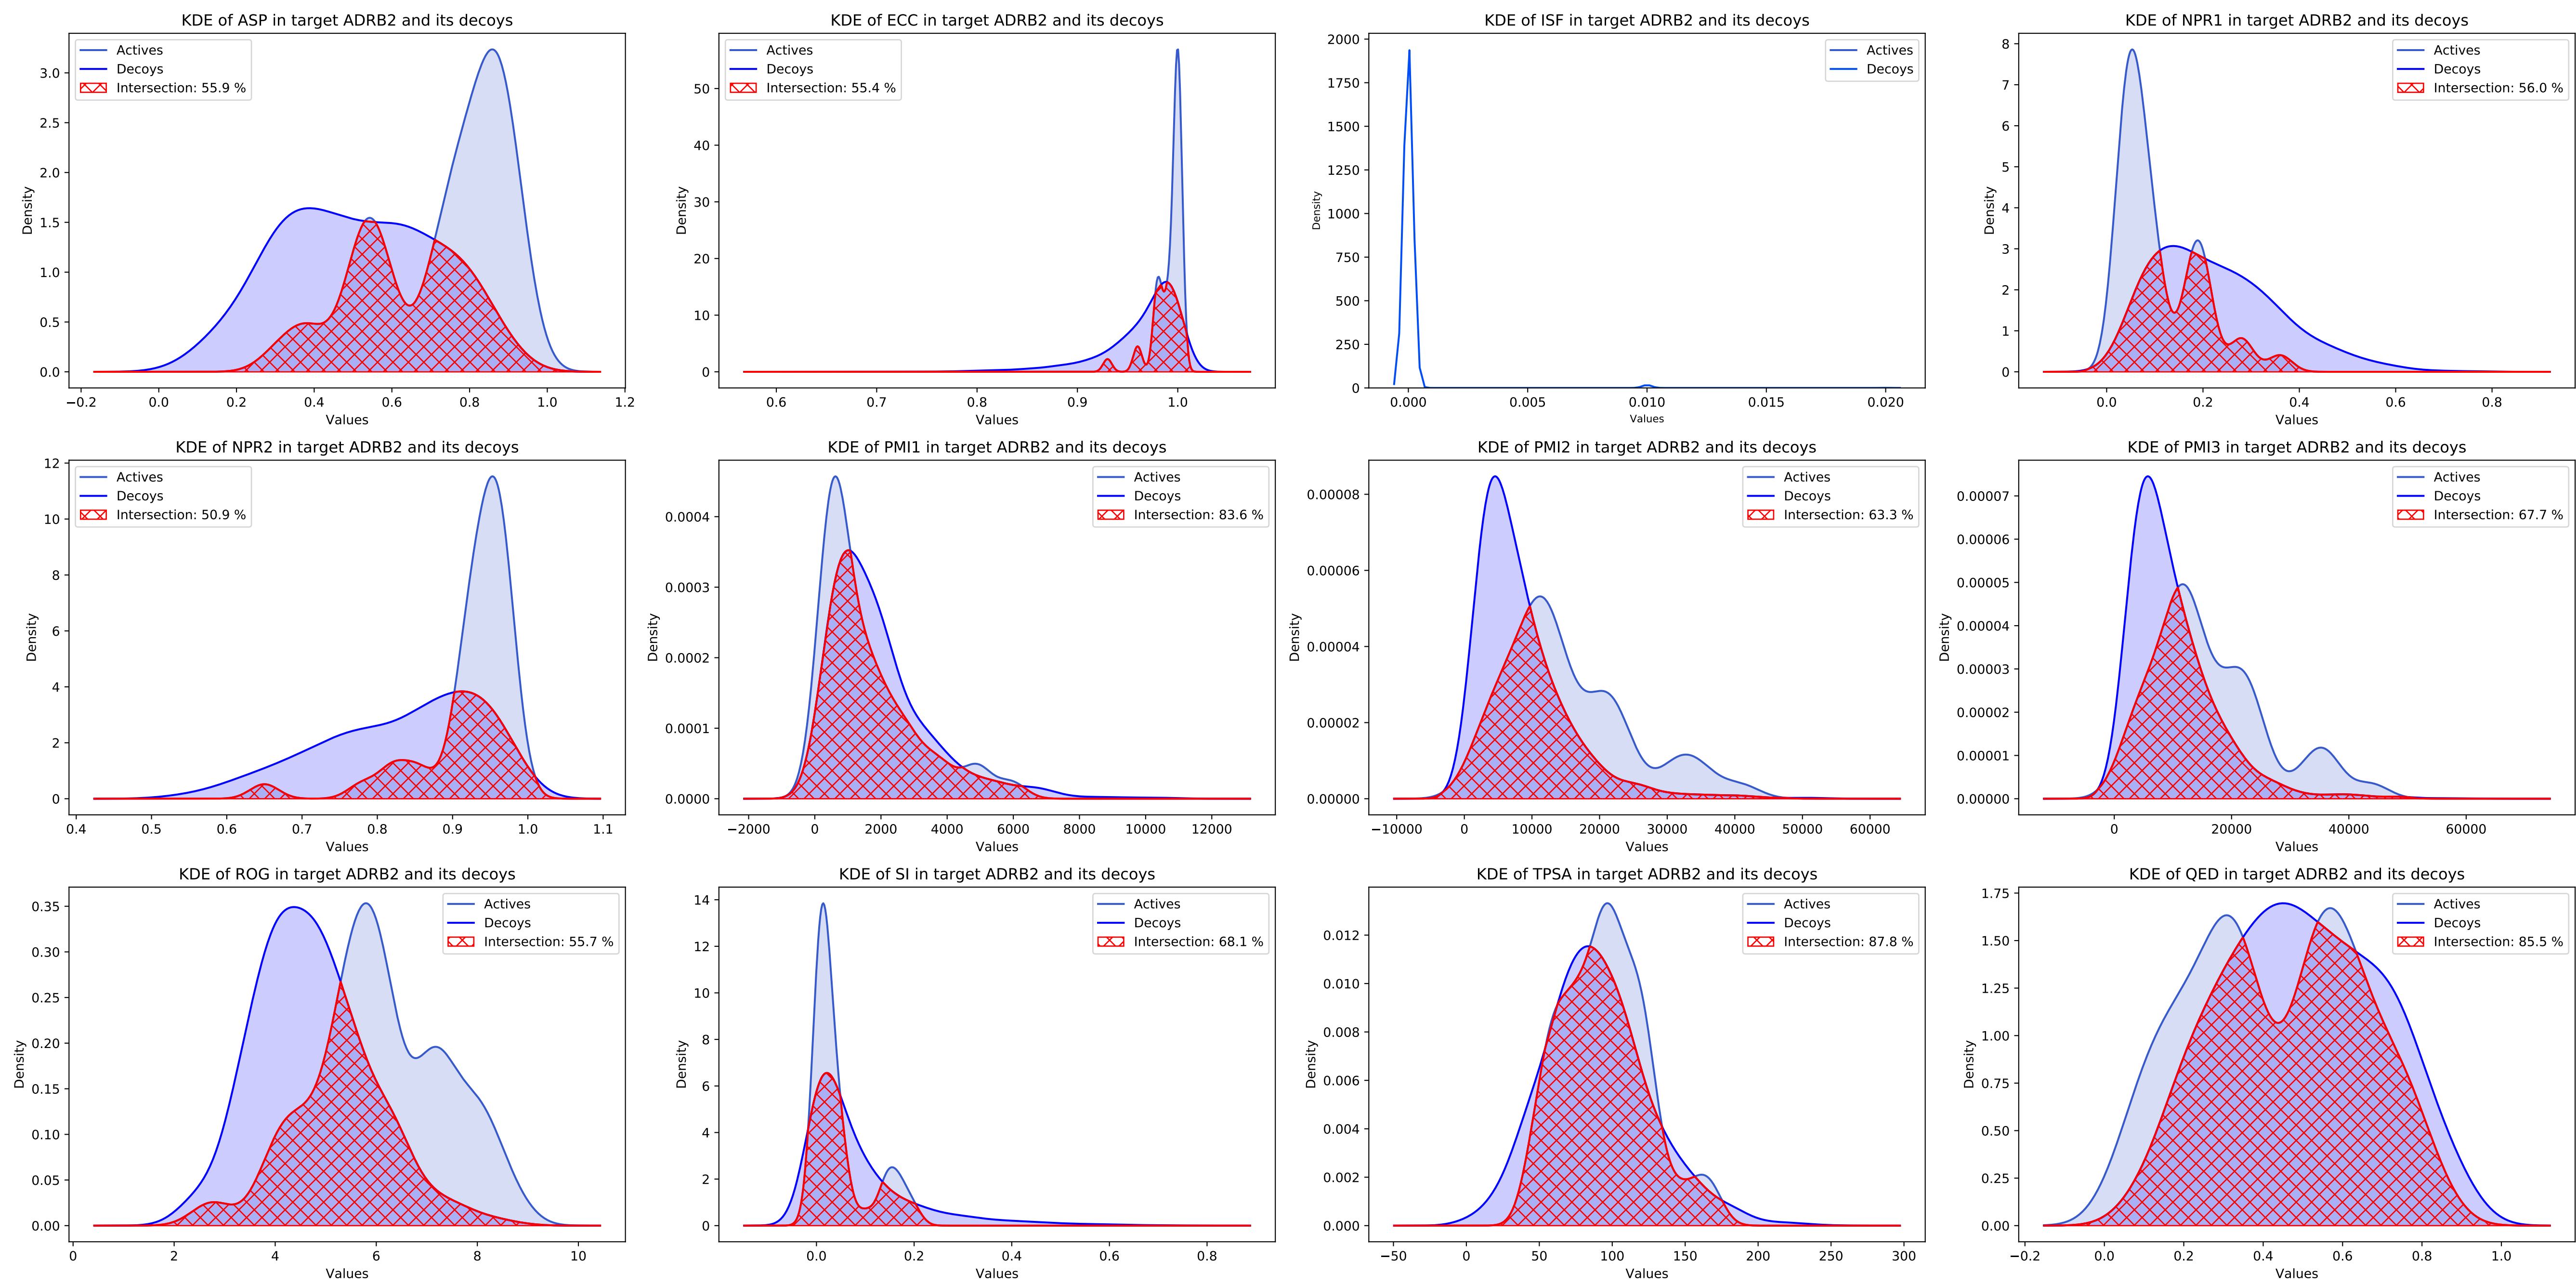 KDE of ASP in target ADRB2 and its decoys
Actives
Decoys
Intersection: 55.9 %
Density
3.0
2.5
2.0
1.5
1.0
0.5
0.0
−0.2 0.0 0.2 0.4 0.6 0.8 1.0 1.2
Values
KDE of ECC in target ADRB2 and its decoys
Actives
Decoys
Intersection: 55.4 %
Density
50
40
30
20
10
0
0.6 0.7 0.8 0.9 1.0
Values
KDE of ISF in target ADRB2 and its decoys
Actives
Decoys
Density
2000
1750
1500
1250
1000
750
500
250
0
0.000 0.005 0.010 0.015 0.020
Values
KDE of NPR1 in target ADRB2 and its decoys
Actives
Decoys
Intersection: 56.0 %
Density
8
7
6
5
4
3
2
1
0
0.0 0.2 0.4 0.6 0.8
Values
KDE of NPR2 in target ADRB2 and its decoys
Actives
Decoys
Intersection: 50.9 %
Density
12
10
8
6
4
2
0
0.4 0.5 0.6 0.7 0.8 0.9 1.0 1.1
Values
KDE of PMI1 in target ADRB2 and its decoys
Actives
Decoys
Intersection: 83.6 %
Density
0.0004
0.0003
0.0002
0.0001
0.0000
−2000 0 2000 4000 6000 8000 10000 12000
Values
KDE of PMI2 in target ADRB2 and its decoys
Actives
Decoys
Intersection: 63.3 %
Density
0.00008
0.00006
0.00004
0.00002
0.00000
−10000 0 10000 20000 30000 40000 50000 60000
Values
KDE of PMI3 in target ADRB2 and its decoys
Actives
Decoys
Intersection: 67.7 %
Density
0.00007
0.00006
0.00005
0.00004
0.00003
0.00002
0.00001
0.00000
0 20000 40000 60000
Values
KDE of ROG in target ADRB2 and its decoys
Actives
Decoys
Intersection: 55.7 %
Density
0.35
0.30
0.25
0.20
0.15
0.10
0.05
0.00
0 2 4 6 8 10
Values
KDE of SI in target ADRB2 and its decoys
Actives
Decoys
Intersection: 68.1 %
Density
14
12
10
8
6
4
2
0
0.0 0.2 0.4 0.6 0.8
Values
KDE of TPSA in target ADRB2 and its decoys
Actives
Decoys
Intersection: 87.8 %
Density
0.012
0.010
0.008
0.006
0.004
0.002
0.000
−50 0 50 100 150 200 250 300
Values
KDE of QED in target ADRB2 and its decoys
Actives
Decoys
Intersection: 85.5 %
Density
1.75
1.50
1.25
1.00
0.75
0.50
0.25
0.00
−0.2 0.0 0.2 0.4 0.6 0.8 1.0
Values